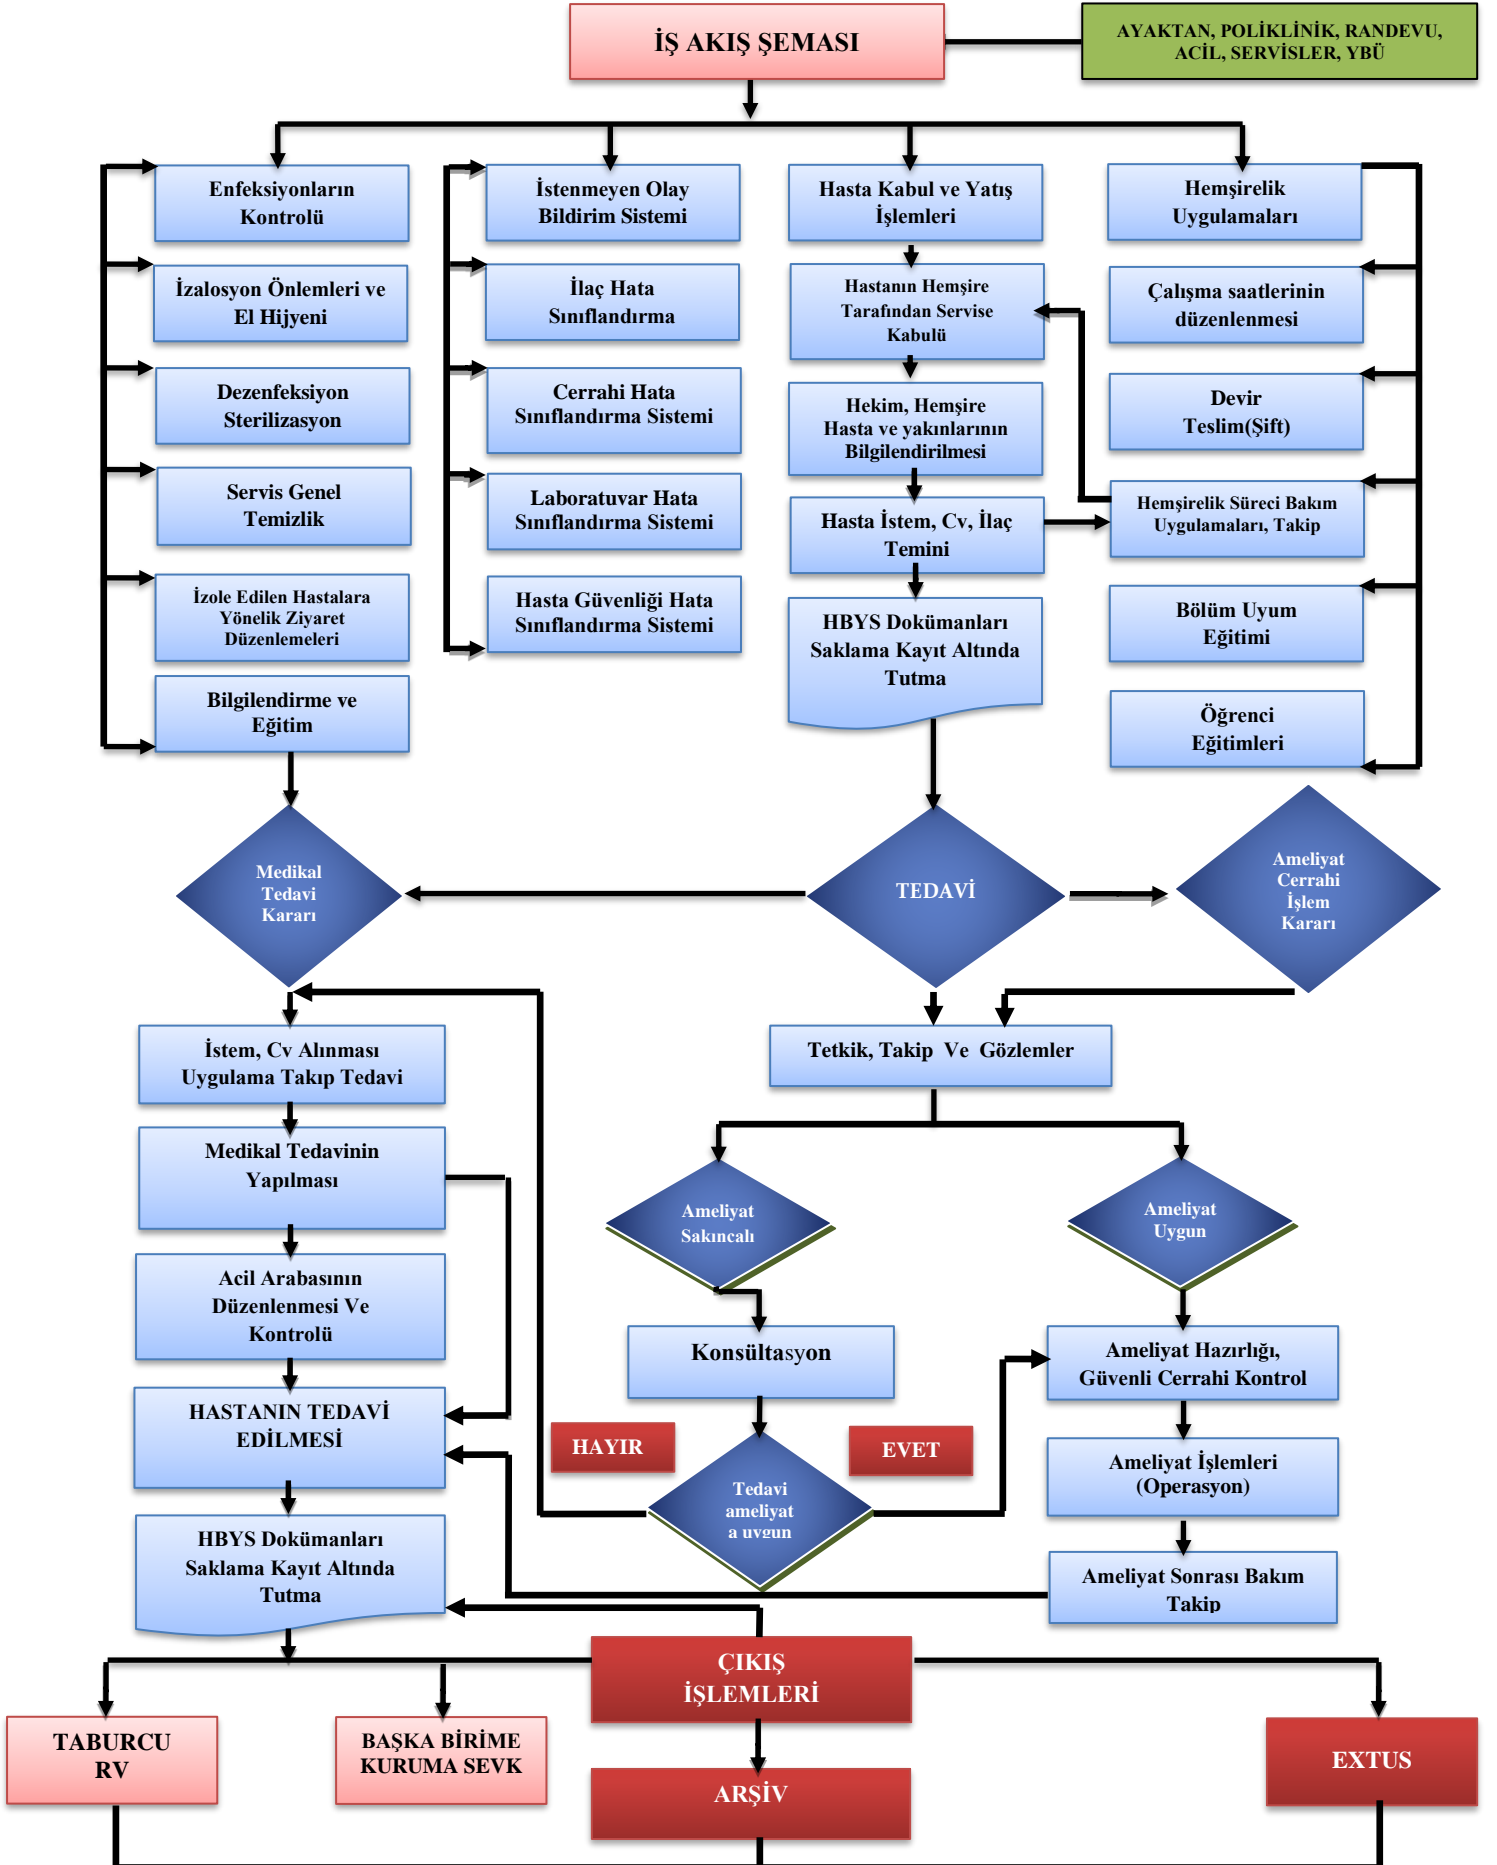 İŞ AKIŞ ŞEMASI
AYAKTAN, POLİKLİNİK, RANDEVU,
ACİL, SERVİSLER, YBÜ
Enfeksiyonların
Kontrolü
İzalosyon Önlemleri ve
El Hijyeni
Dezenfeksiyon
Sterilizasyon
Servis Genel
Temizlik
İzole Edilen Hastalara
Yönelik Ziyaret
Düzenlemeleri
Bilgilendirme ve
Eğitim
İstenmeyen Olay
Bildirim Sistemi
İlaç Hata
Sınıflandırma
Cerrahi Hata
Sınıflandırma Sistemi
Laboratuvar Hata
Sınıflandırma Sistemi
Hasta Güvenliği Hata
Sınıflandırma Sistemi
Hasta Kabul ve Yatış
İşlemleri
Hastanın Hemşire
Tarafından Servise
Kabulü
Hekim, Hemşire
Hasta ve yakınlarının
Bilgilendirilmesi
Hasta İstem, Cv, İlaç
Temini
HBYS Dokümanları
Saklama Kayıt Altında
Tutma
Hemşirelik
Uygulamaları
Çalışma saatlerinin
düzenlenmesi
Devir
Teslim(Şift)
Hemşirelik Süreci Bakım
Uygulamaları, Takip
Bölüm Uyum
Eğitimi
Öğrenci
Eğitimleri
Medikal
Tedavi
Kararı
TEDAVİ
Ameliyat
Cerrahi
İşlem
Kararı
İstem, Cv Alınması
Uygulama Takıp Tedavi
Medikal Tedavinin
Yapılması
Acil Arabasının
Düzenlenmesi Ve
Kontrolü
HASTANIN TEDAVİ
EDİLMESİ
HBYS Dokümanları
Saklama Kayıt Altında
Tutma
Tetkik, Takip Ve Gözlemler
Ameliyat
Sakıncalı
Ameliyat
Uygun
Konsültasyon
HAYIR
EVET
Tedavi
ameliyat
a uygun
Ameliyat Hazırlığı,
Güvenli Cerrahi Kontrol
Ameliyat İşlemleri
(Operasyon)
Ameliyat Sonrası Bakım
Takip
ÇIKIŞ
İŞLEMLERİ
TABURCU
RV
BAŞKA BİRİME
KURUMA SEVK
ARŞİV
EXTUS